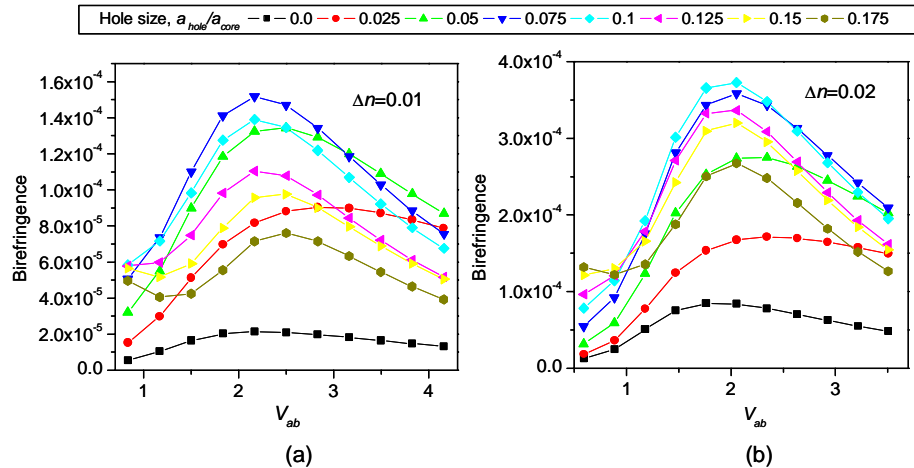 Hole size, a_hole/a_core 0.0 0.025 0.05 0.075 0.1 0.125 0.15 0.175
1.6x10⁻⁴
1.4x10⁻⁴
1.2x10⁻⁴
1.0x10⁻⁴
8.0x10⁻⁵
6.0x10⁻⁵
4.0x10⁻⁵
2.0x10⁻⁵
0.0
Birefringence
Δn=0.01
1 2 3 4
V_ab
(a)
4.0x10⁻⁴
3.0x10⁻⁴
2.0x10⁻⁴
1.0x10⁻⁴
0.0
Birefringence
Δn=0.02
1 2 3
V_ab
(b)